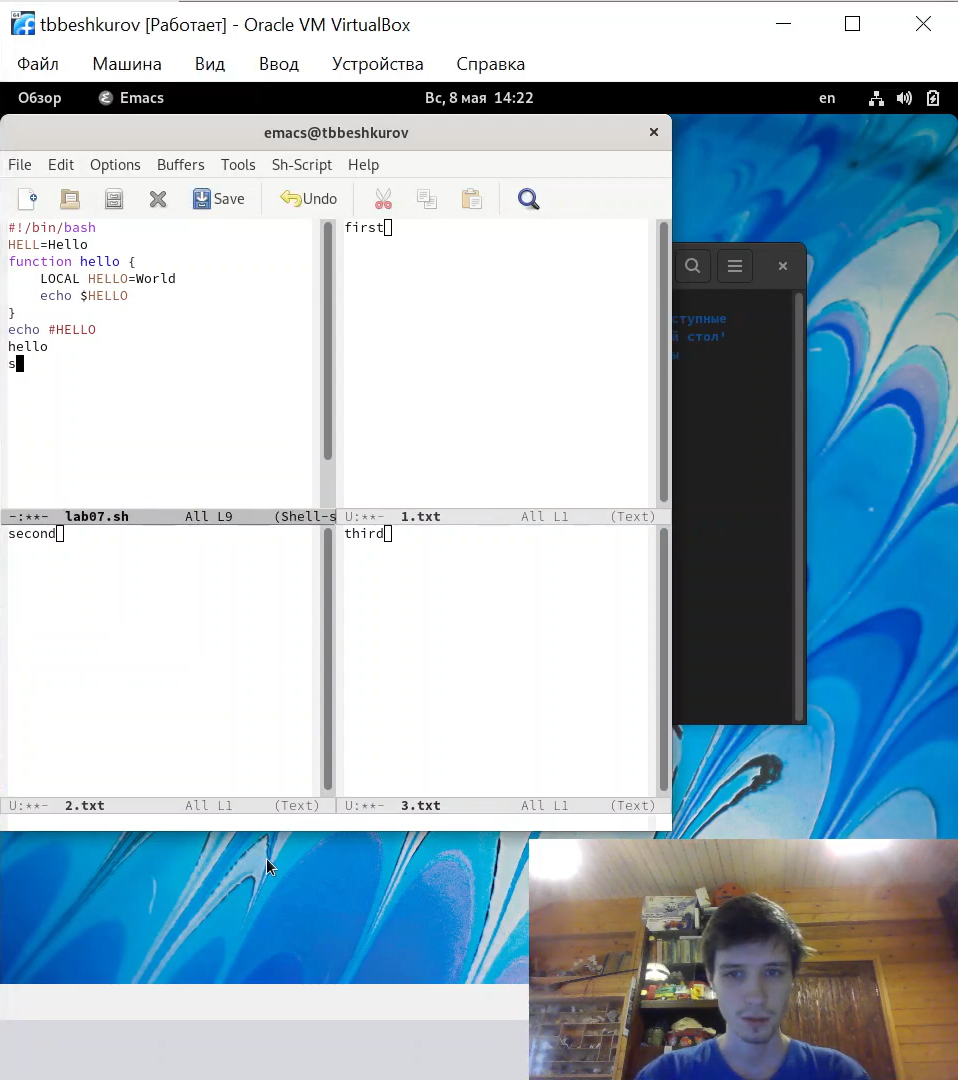 tbbeshkurov [Работает] - Oracle VM VirtualBox
Файл Машина Вид Ввод Устройства Справка
Обзор Emacs Вс, 8 мая 14:22 en
emacs@tbbeshkurov
File Edit Options Buffers Tools Sh-Script Help
Save Undo
#!/bin/bash
HELL=Hello
function hello {
LOCAL HELLO=World
echo $HELLO
}
echo #HELLO
hello
s
-:**- lab07.sh All L9 (Shell-s
first
U:**- 1.txt All L1 (Text)
second
U:**- 2.txt All L1 (Text)
third
U:**- 3.txt All L1 (Text)
ступные
й стол'
ы